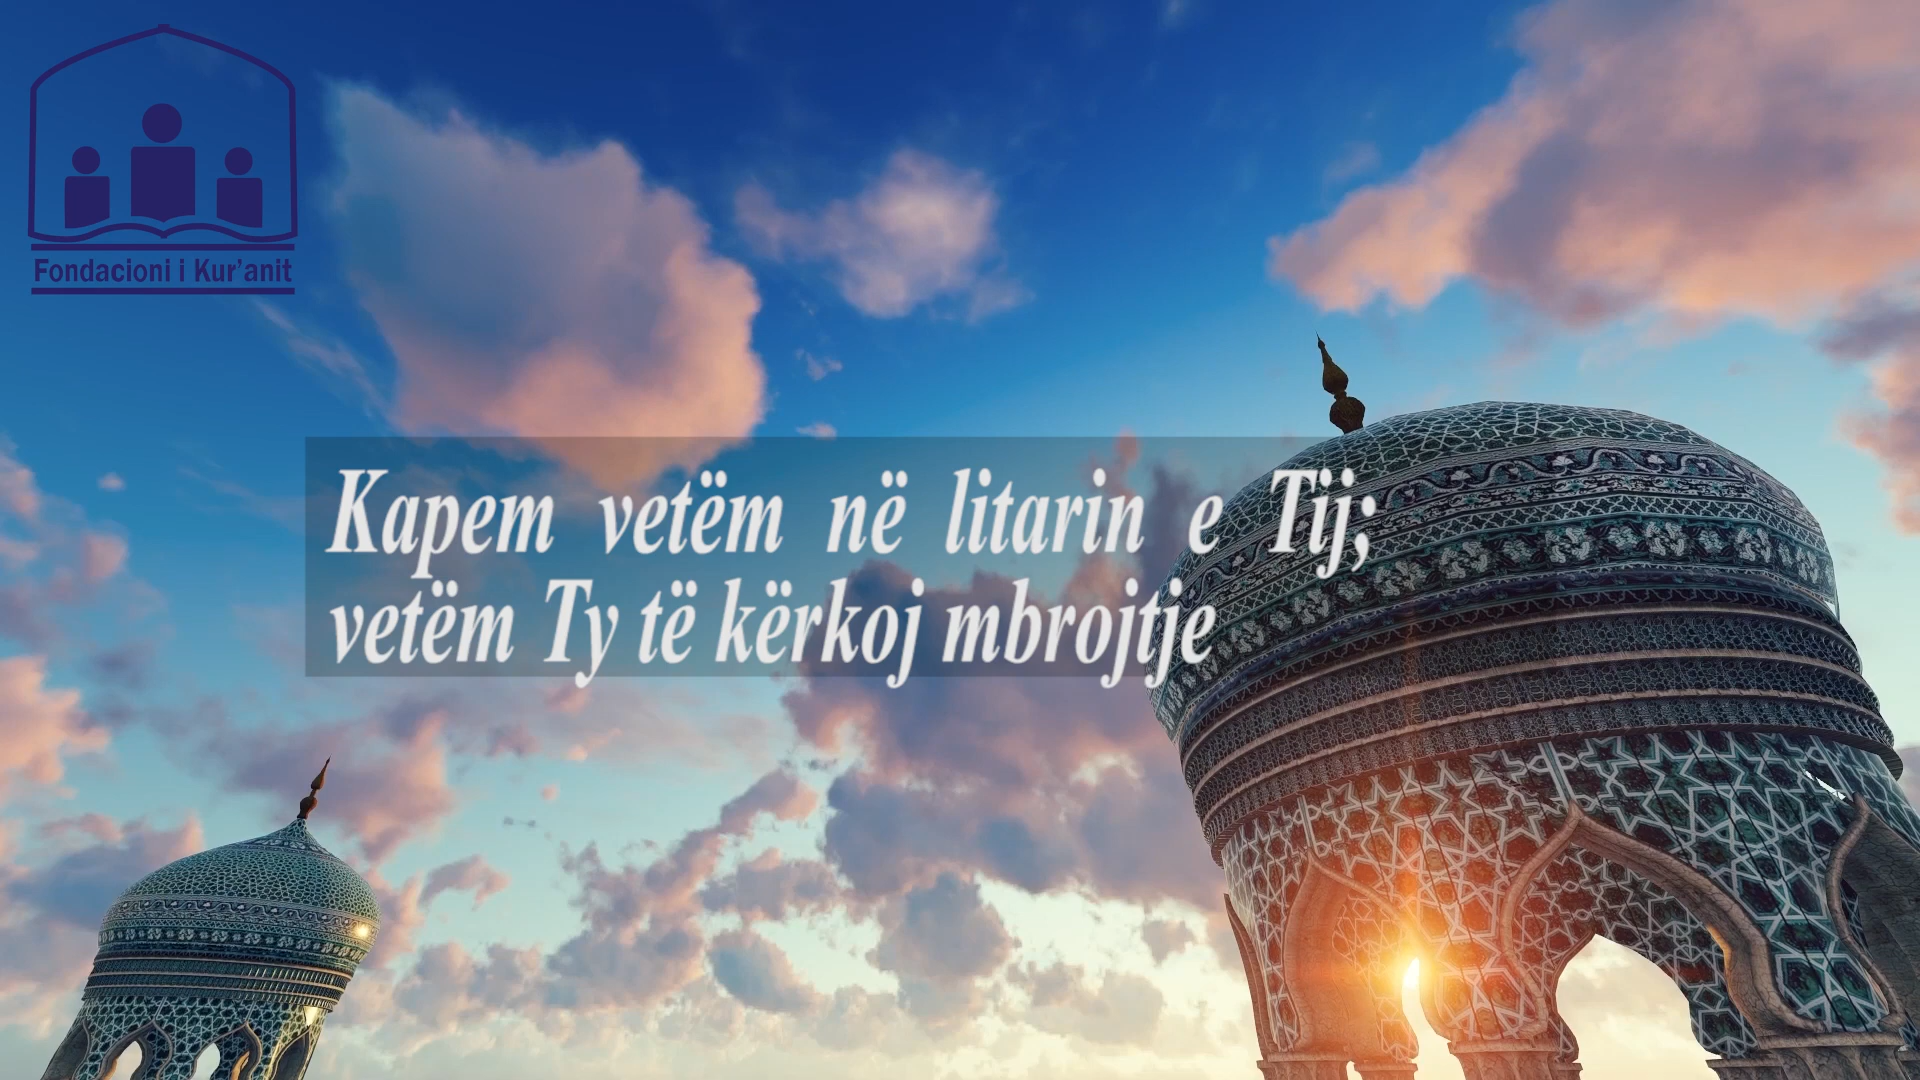 Fondacioni i Kur'anit
Kapem vetëm në litarin e Tij;
vetëm Ty të kërkoj mbrojtje